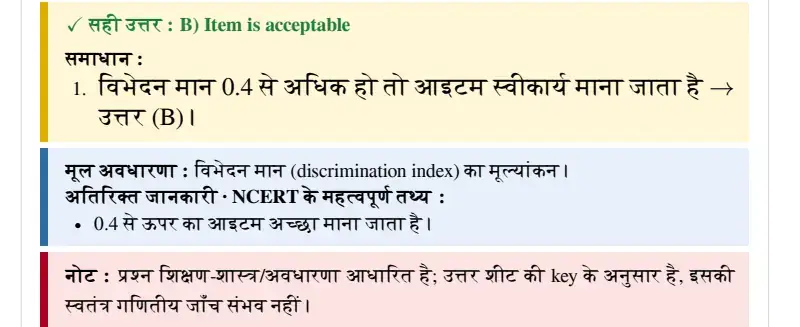 ✓ सही उत्तर : B) Item is acceptable
समाधान :
1. विभेदन मान 0.4 से अधिक हो तो आइटम स्वीकार्य माना जाता है →
उत्तर (B)।
मूल अवधारणा : विभेदन मान (discrimination index) का मूल्यांकन।
अतिरिक्त जानकारी · NCERT के महत्वपूर्ण तथ्य :
• 0.4 से ऊपर का आइटम अच्छा माना जाता है।
नोट : प्रश्न शिक्षण-शास्त्र/अवधारणा आधारित है; उत्तर शीट की key के अनुसार है, इसकी
स्वतंत्र गणितीय जाँच संभव नहीं।